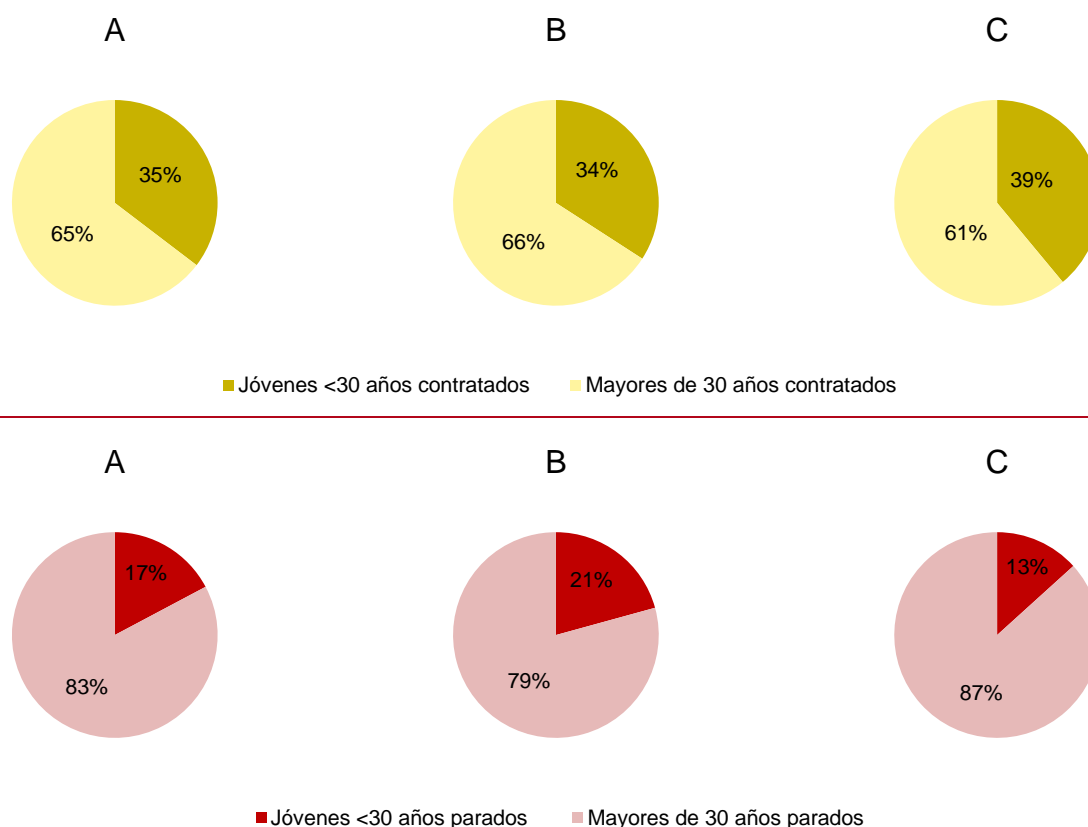 A B C
35% 34% 39%
65% 66% 61%
Jóvenes <30 años contratados Mayores de 30 años contratados
A B C
17% 21% 13%
83% 79% 87%
Jóvenes <30 años parados Mayores de 30 años parados